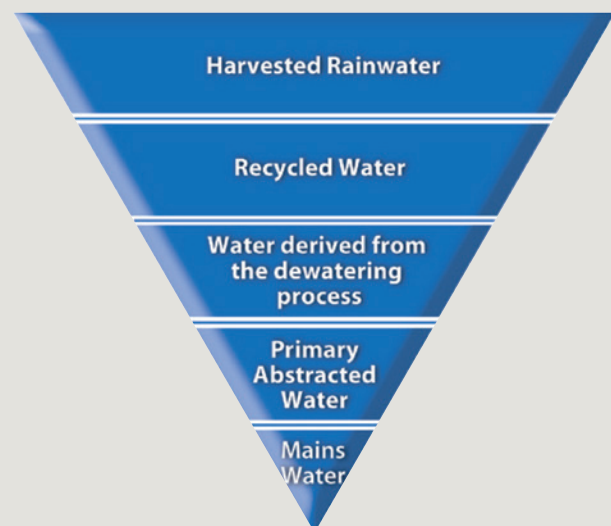 Harvested Rainwater
Recycled Water
Water derived from
the dewatering
process
Primary
Abstracted
Water
Mains
Water